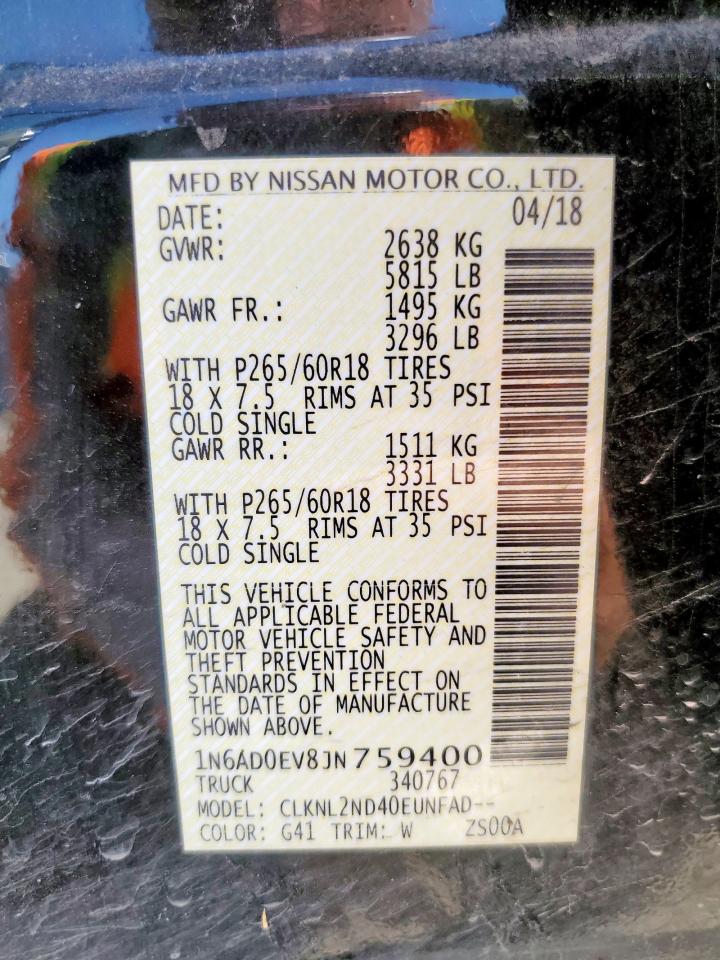 MFD BY NISSAN MOTOR CO., LTD.
DATE: 04/18
GVWR: 2638 KG
5815 LB
GAWR FR.: 1495 KG
3296 LB
WITH P265/60R18 TIRES
18 X 7.5 RIMS AT 35 PSI
COLD SINGLE
GAWR RR.: 1511 KG
3331 LB
WITH P265/60R18 TIRES
18 X 7.5 RIMS AT 35 PSI
COLD SINGLE
THIS VEHICLE CONFORMS TO
ALL APPLICABLE FEDERAL
MOTOR VEHICLE SAFETY AND
THEFT PREVENTION
STANDARDS IN EFFECT ON
THE DATE OF MANUFACTURE
SHOWN ABOVE.
1N6AD0EV8JN759400
TRUCK 340767
MODEL: CLKNL2ND40EUNFAD--
COLOR: G41 TRIM: W ZS00A